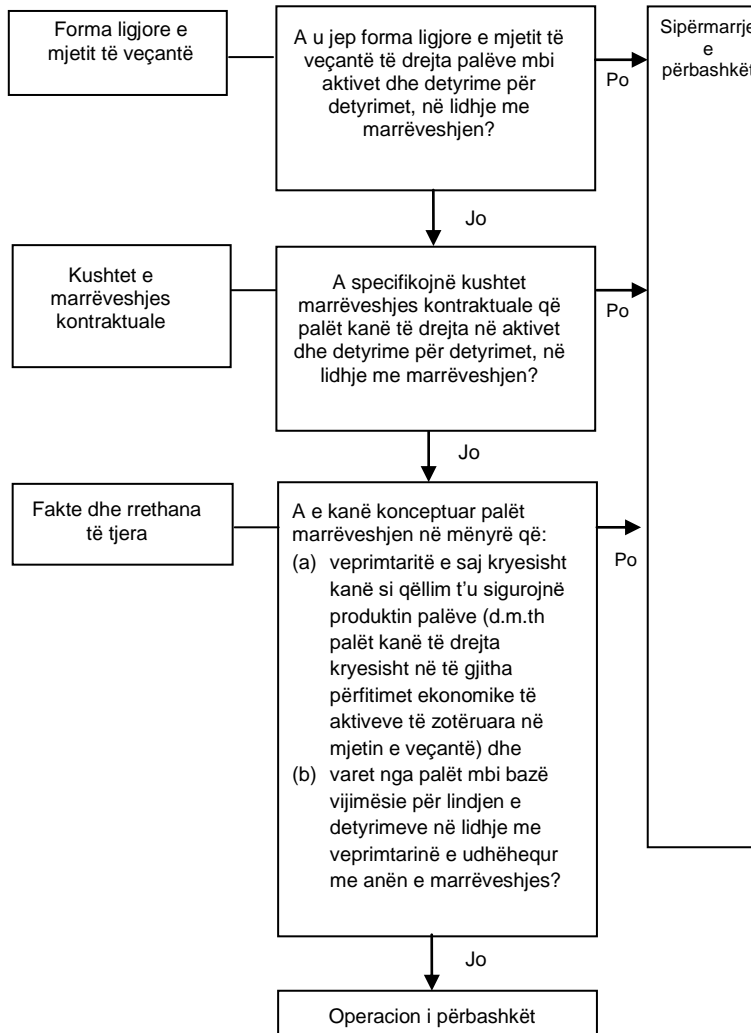 Forma ligjore e
mjetit të veçantë
A u jep forma ligjore e mjetit të
veçantë të drejta palëve mbi
aktivet dhe detyrime për
detyrimet, në lidhje me
marrëveshjen?
Po
Sipërmarrje
e
përbashkët
Jo
Kushtet e
marrëveshjes
kontraktuale
A specifikojnë kushtet
marrëveshjes kontraktuale që
palët kanë të drejta në aktivet
dhe detyrime për detyrimet, në
lidhje me marrëveshjen?
Po
Jo
Fakte dhe rrethana
të tjera
A e kanë konceptuar palët
marrëveshjen në mënyrë që:
(a) veprimtaritë e saj kryesisht
kanë si qëllim t’u sigurojnë
produktin palëve (d.m.th
palët kanë të drejta
kryesisht në të gjitha
përfitimet ekonomike të
aktiveve të zotëruara në
mjetin e veçantë) dhe
(b) varet nga palët mbi bazë
vijimësie për lindjen e
detyrimeve në lidhje me
veprimtarinë e udhëhequr
me anën e marrëveshjes?
Po
Jo
Operacion i përbashkët